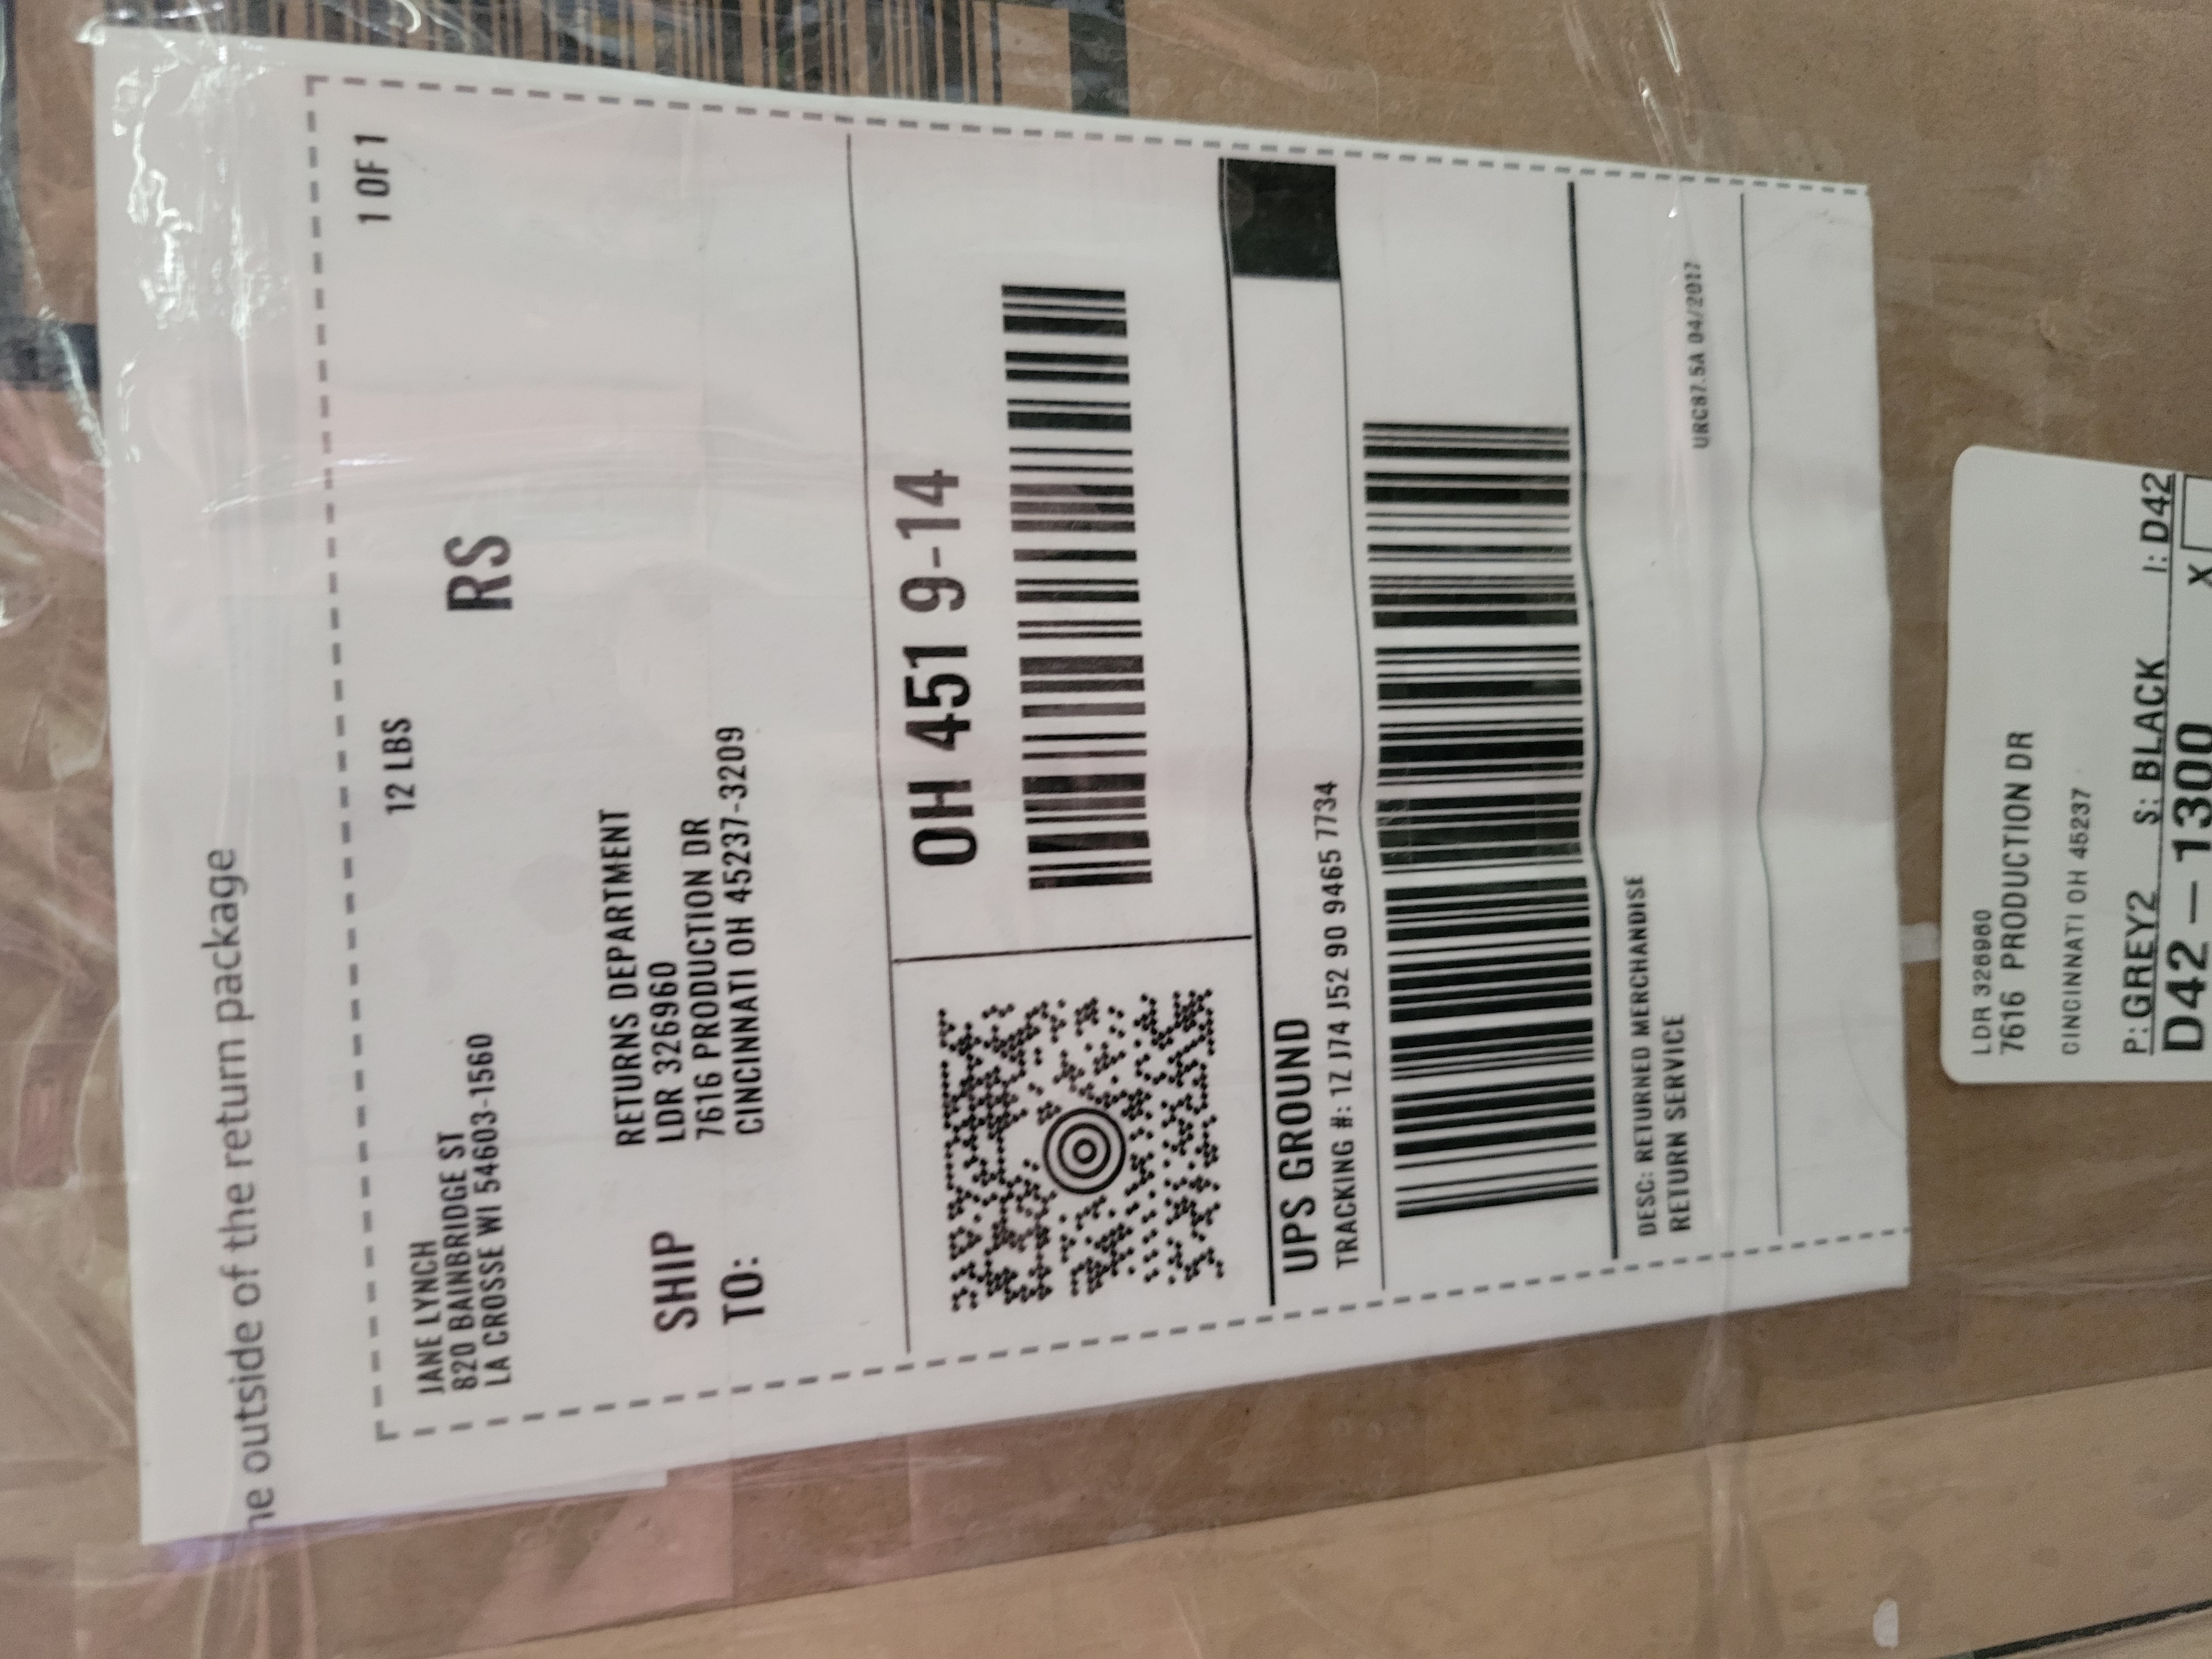 he outside of the return package
12 LBS
1 OF 1
JANE LYNCH
820 BAINBRIDGE ST
LA CROSSE WI 54603-1560
RS
SHIP
TO:
RETURNS DEPARTMENT
LDR 326960
7616 PRODUCTION DR
CINCINNATI OH 45237-3209
OH 451 9-14
UPS GROUND
TRACKING #: 1Z J74 J52 90 9465 7734
DESC: RETURNED MERCHANDISE
RETURN SERVICE
URC87.5A 04/2017
LDR 326960
7616 PRODUCTION DR
CINCINNATI OH 45237
P: GREY2 S: BLACK I: D42
D42 – 1300
X